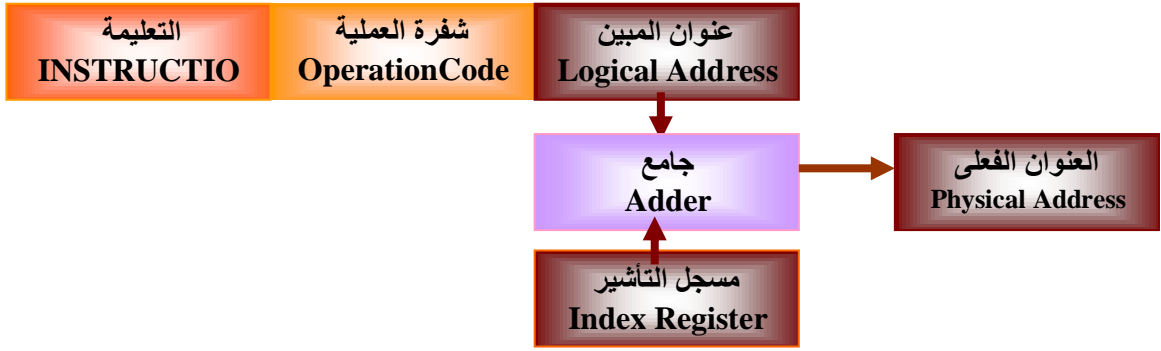 التعليمة
INSTRUCTIO
شفرة العملية
OperationCode
عنوان المبين
Logical Address
جامع
Adder
العنوان الفعلى
Physical Address
مسجل التأشير
Index Register